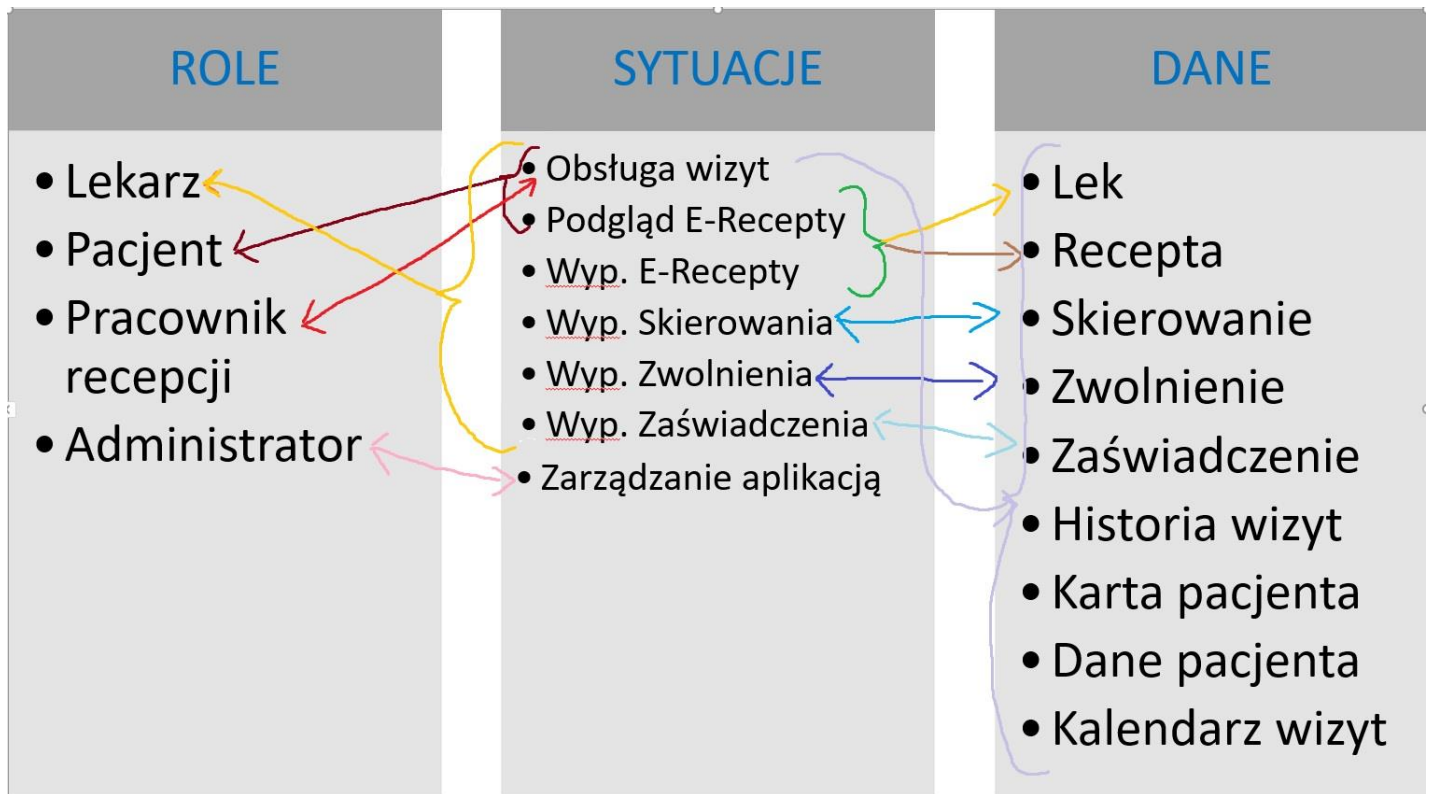 ROLE
• Lekarz
• Pacjent
• Pracownik
recepcji
• Administrator
SYTUACJE
• Obsługa wizyt
• Podgląd E-Recepty
• Wyp. E-Recepty
• Wyp. Skierowania
• Wyp. Zwolnienia
• Wyp. Zaświadczenia
• Zarządzanie aplikacją
DANE
• Lek
• Recepta
• Skierowanie
• Zwolnienie
• Zaświadczenie
• Historia wizyt
• Karta pacjenta
• Dane pacjenta
• Kalendarz wizyt